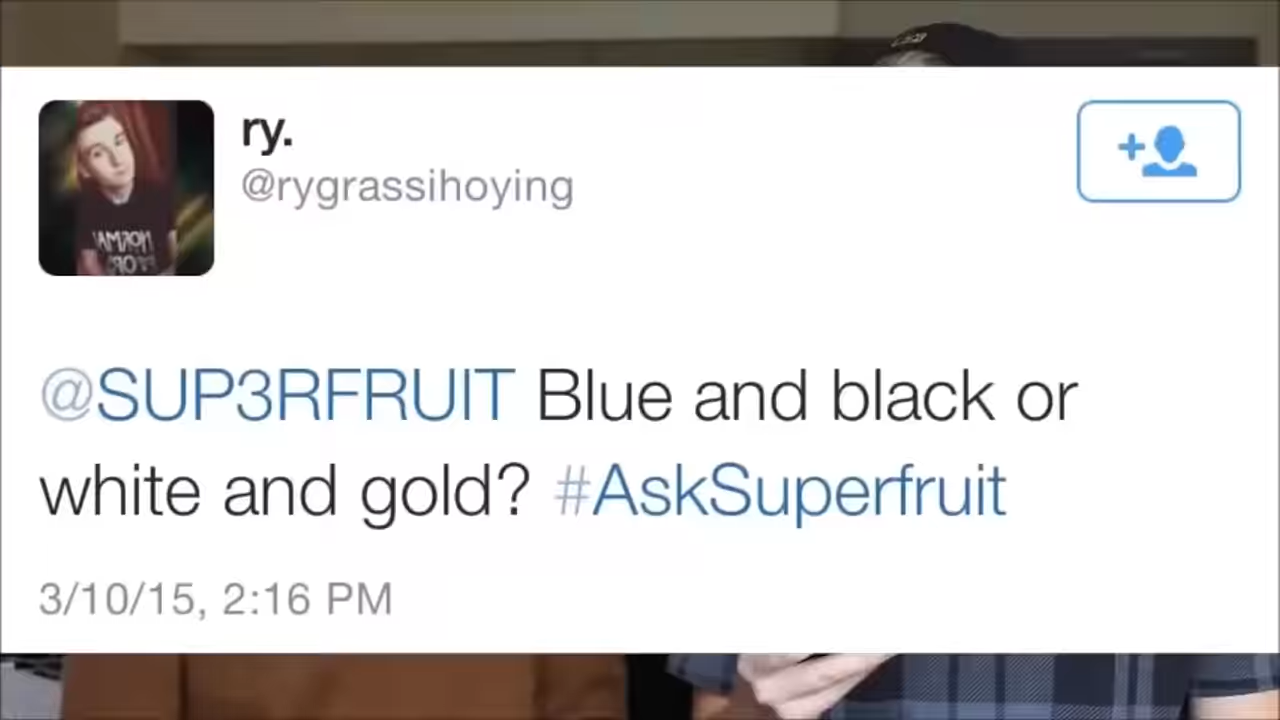 ry.
@rygrassihoying
@SUP3RFRUIT Blue and black or
white and gold? #AskSuperfruit
3/10/15, 2:16 PM